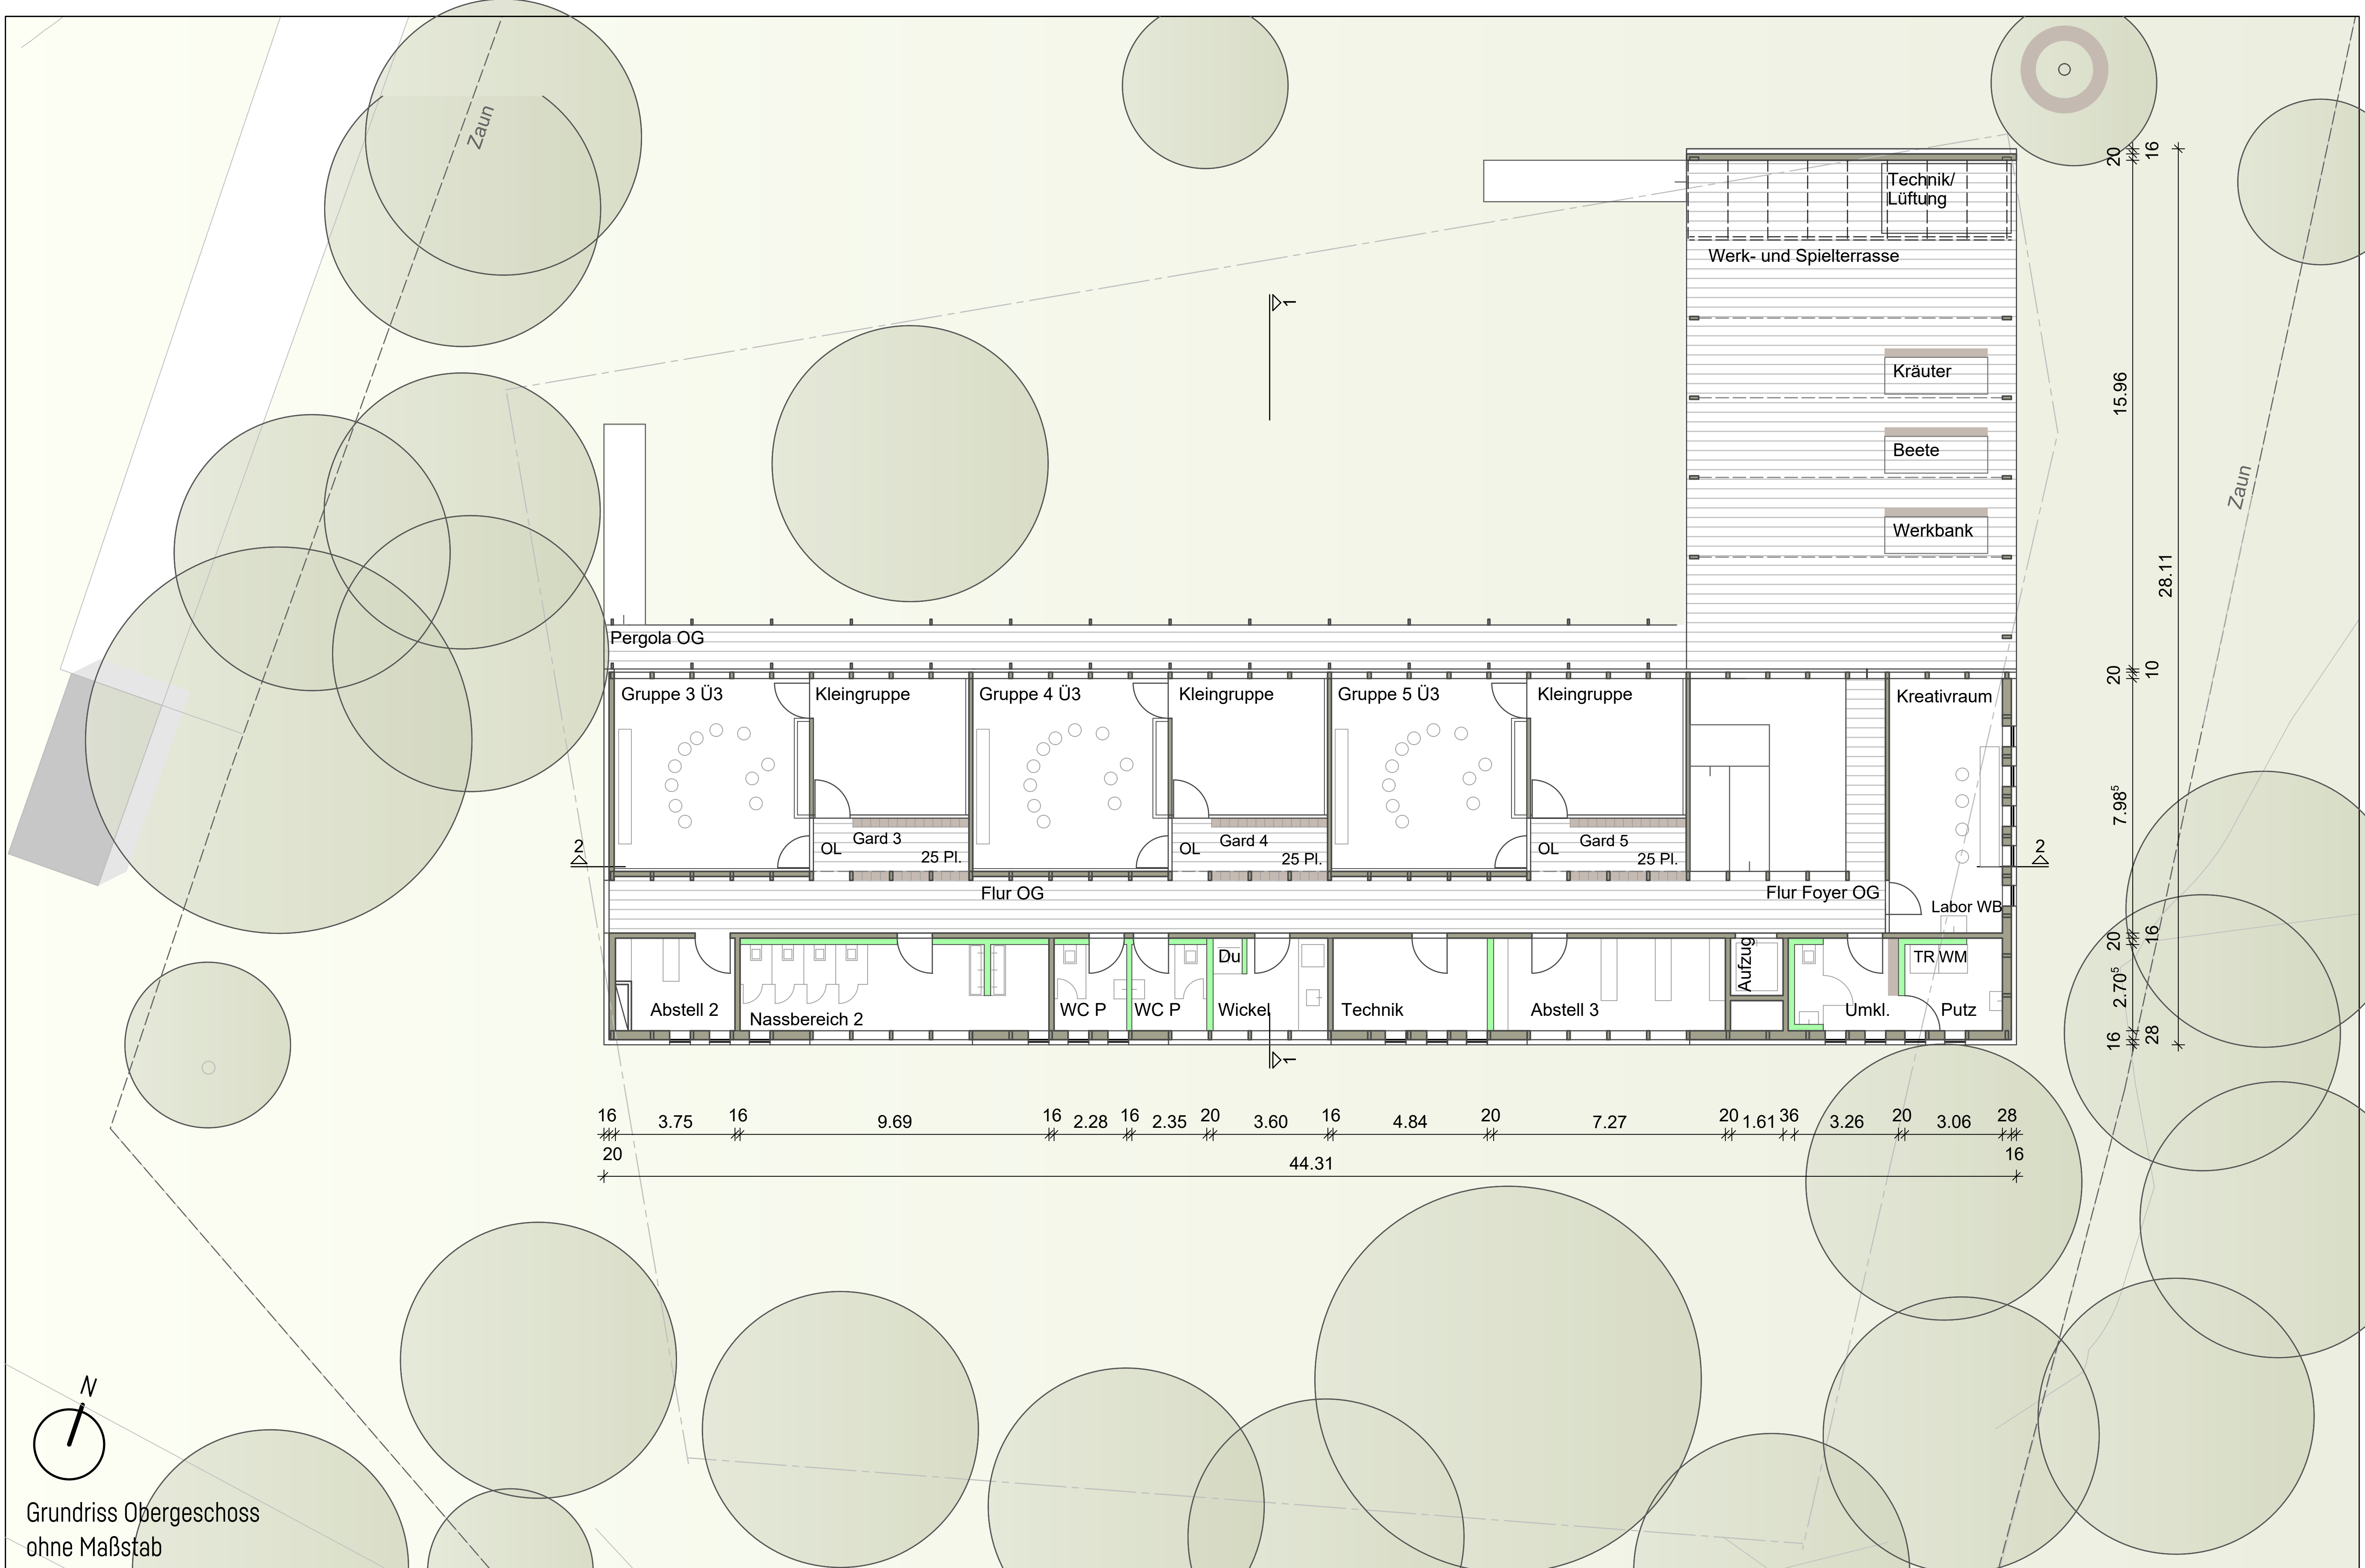 Zaun
Technik/
Lüftung
Werk- und Spielterrasse
1
Kräuter
Beete
Werkbank
Zaun
20
16
15.96
28.11
20
10
7.98⁵
20
16
2.70⁵
16
28
Pergola OG
Gruppe 3 Ü3
Kleingruppe
Gruppe 4 Ü3
Kleingruppe
Gruppe 5 Ü3
Kleingruppe
Kreativraum
2
OL
Gard 3
25 Pl.
OL
Gard 4
25 Pl.
OL
Gard 5
25 Pl.
2
Flur OG
Flur Foyer OG
Labor WB
Abstell 2
Nassbereich 2
WC P
WC P
Du
Wickel
Technik
Abstell 3
Aufzug
Umkl.
TR WM
Putz
1
16
3.75
16
9.69
16
2.28
16
2.35
20
3.60
16
4.84
20
7.27
20
1.61
36
3.26
20
3.06
28
20
44.31
16
N
Grundriss Obergeschoss
ohne Maßstab